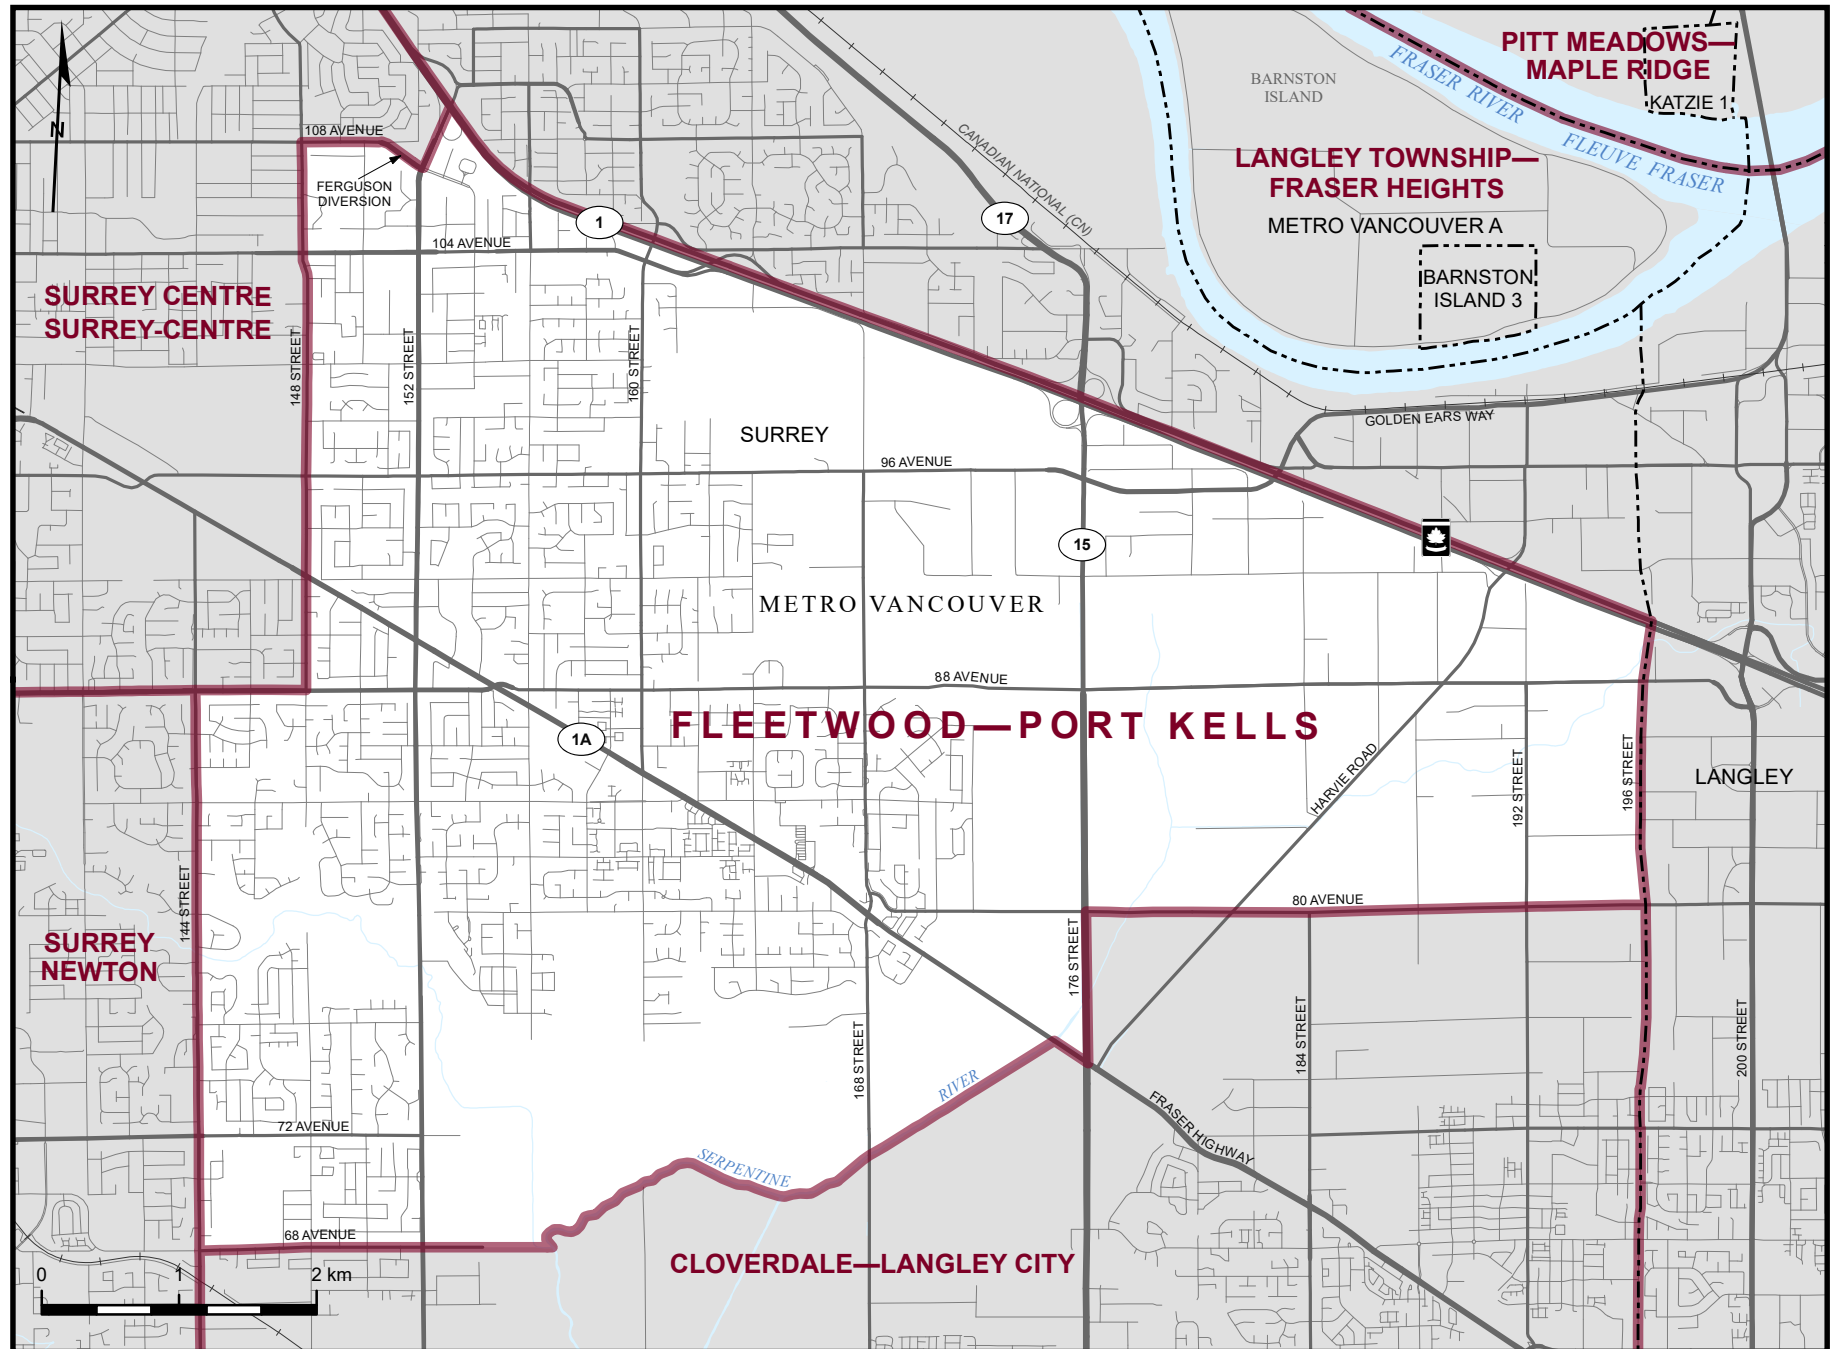 PITT MEADOWS—
MAPLE RIDGE
KATZIE 1
BARNSTON
ISLAND
FRASER RIVER
FLEUVE FRASER
N
108 AVENUE
FERGUSON
DIVERSION
CANADIAN NATIONAL (CN)
LANGLEY TOWNSHIP—
FRASER HEIGHTS
METRO VANCOUVER A
1
17
104 AVENUE
BARNSTON
ISLAND 3
SURREY CENTRE
SURREY-CENTRE
148 STREET
152 STREET
160 STREET
GOLDEN EARS WAY
SURREY
96 AVENUE
15
METRO VANCOUVER
88 AVENUE
FLEETWOOD—PORT KELLS
1A
HARVIE ROAD
192 STREET
196 STREET
LANGLEY
144 STREET
80 AVENUE
SURREY
NEWTON
176 STREET
184 STREET
200 STREET
168 STREET
RIVER
FRASER HIGHWAY
72 AVENUE
SERPENTINE
68 AVENUE
CLOVERDALE—LANGLEY CITY
0 1 2 km